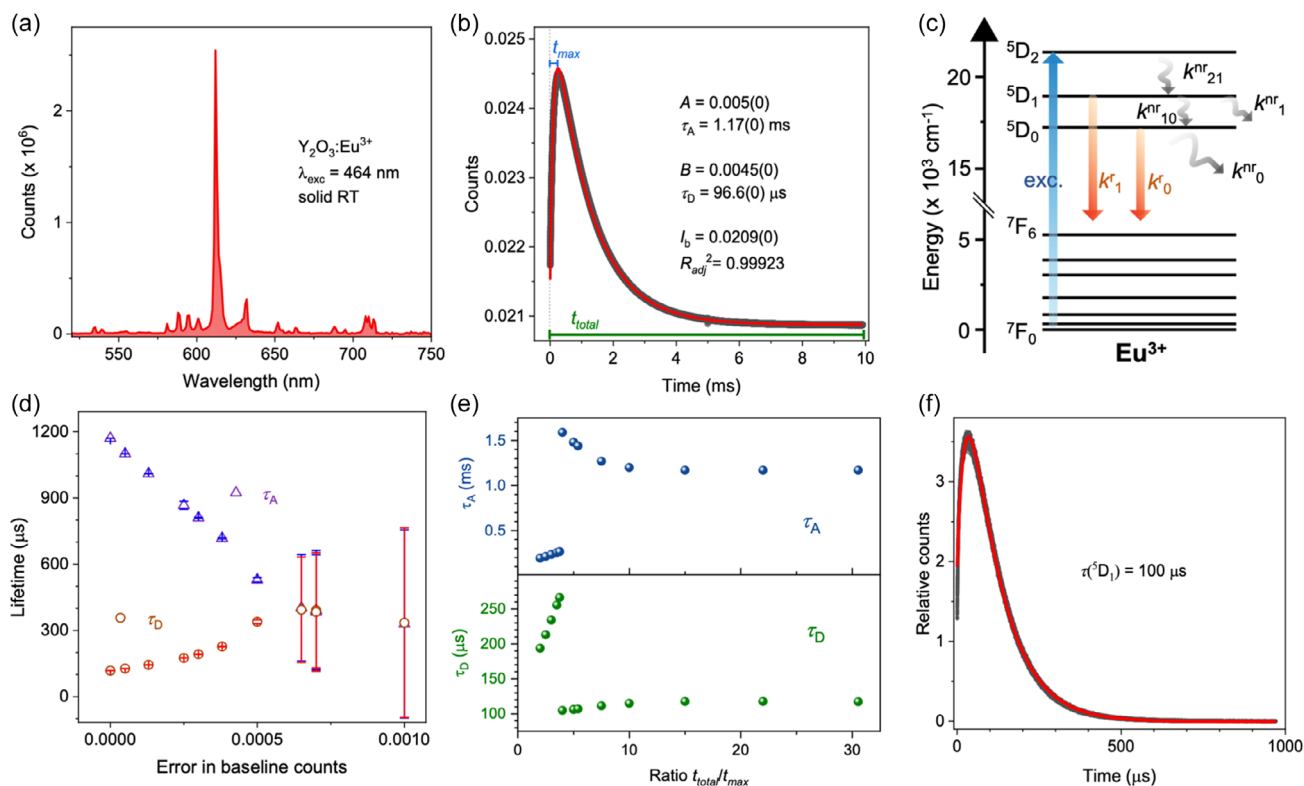 (a)
Counts (x 10⁶)
2
1
0
Y₂O₃:Eu³⁺
λexc = 464 nm
solid RT
550 600 650 700 750
Wavelength (nm)
(b)
Counts
0.025
0.024
0.023
0.022
0.021
tmax
A = 0.005(0)
τA = 1.17(0) ms
B = 0.0045(0)
τD = 96.6(0) µs
Ib = 0.0209(0)
Radj² = 0.99923
ttotal
0 2 4 6 8 10
Time (ms)
(c)
Energy (x 10³ cm⁻¹)
20
15
5
0
⁵D₂
⁵D₁
⁵D₀
⁷F₆
⁷F₀
knr21
knr10
knr1
knr0
exc.
kr1
kr0
Eu³⁺
(d)
Lifetime (µs)
1200
900
600
300
0
τA
τD
0.0000 0.0005 0.0010
Error in baseline counts
(e)
τA (ms)
1.5
1.0
0.5
τA
τD (µs)
250
200
150
100
τD
0 5 10 15 20 25 30
Ratio ttotal/tmax
(f)
Relative counts
3
2
1
0
τ(⁵D₁) = 100 µs
0 500 1000
Time (µs)